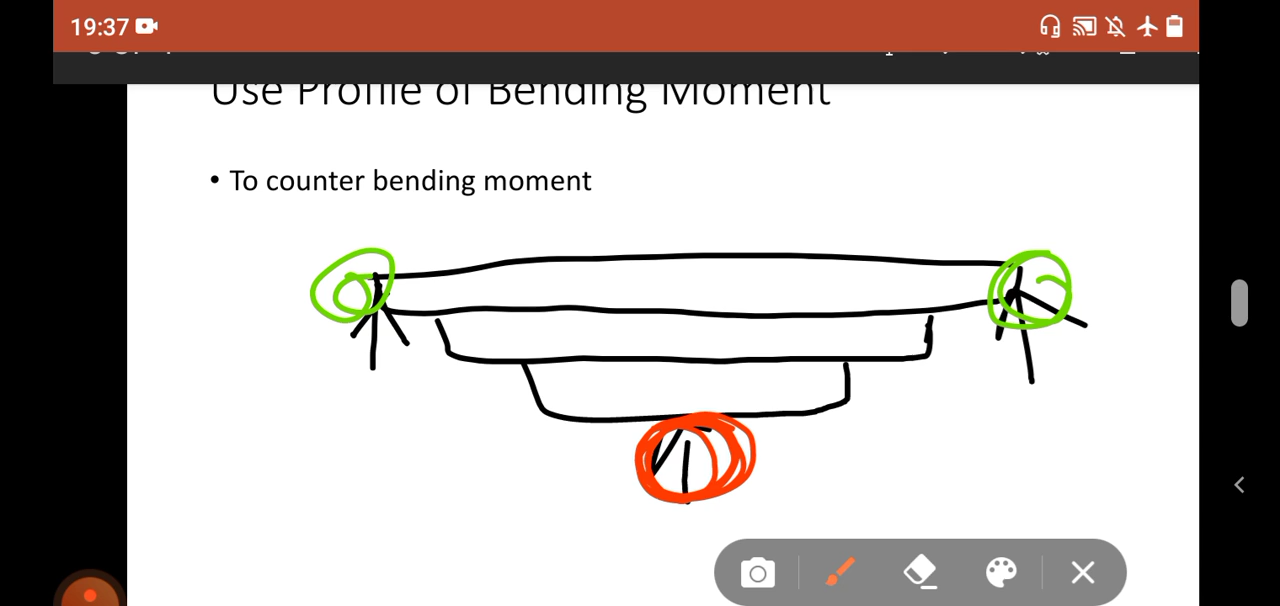 19:37
Use Profile of Bending Moment
• To counter bending moment